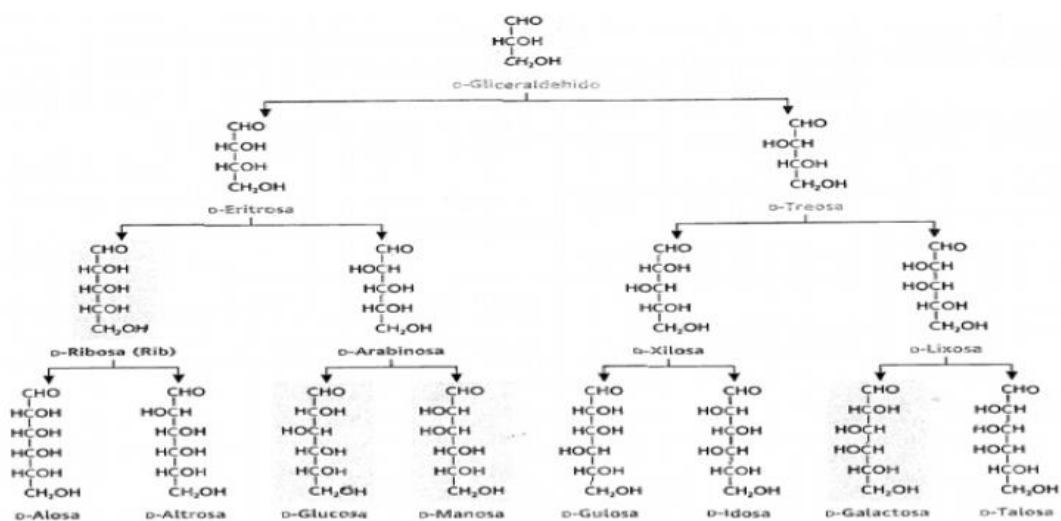 CHO
HCOH
CH₂OH
D-Gliceraldehido
CHO
HCOH
HCOH
CH₂OH
D-Eritrosa
CHO
HOCH
HCOH
CH₂OH
D-Treosa
CHO
HCOH
HCOH
HCOH
CH₂OH
D-Ribosa (Rib)
CHO
HOCH
HCOH
HCOH
CH₂OH
D-Arabinosa
CHO
HCOH
HOCH
HCOH
CH₂OH
D-Xilosa
CHO
HOCH
HOCH
HCOH
CH₂OH
D-Lixosa
CHO
HCOH
HCOH
HCOH
HCOH
CH₂OH
D-Alosa
CHO
HOCH
HCOH
HCOH
HCOH
CH₂OH
D-Altrosa
CHO
HCOH
HOCH
HCOH
HCOH
CH₂OH
D-Glucosa
CHO
HOCH
HOCH
HCOH
HCOH
CH₂OH
D-Manosa
CHO
HCOH
HCOH
HOCH
HCOH
CH₂OH
D-Gulosa
CHO
HOCH
HCOH
HOCH
HCOH
CH₂OH
D-Idosa
CHO
HCOH
HOCH
HOCH
HCOH
CH₂OH
D-Galactosa
CHO
HOCH
HOCH
HOCH
HCOH
CH₂OH
D-Talosa